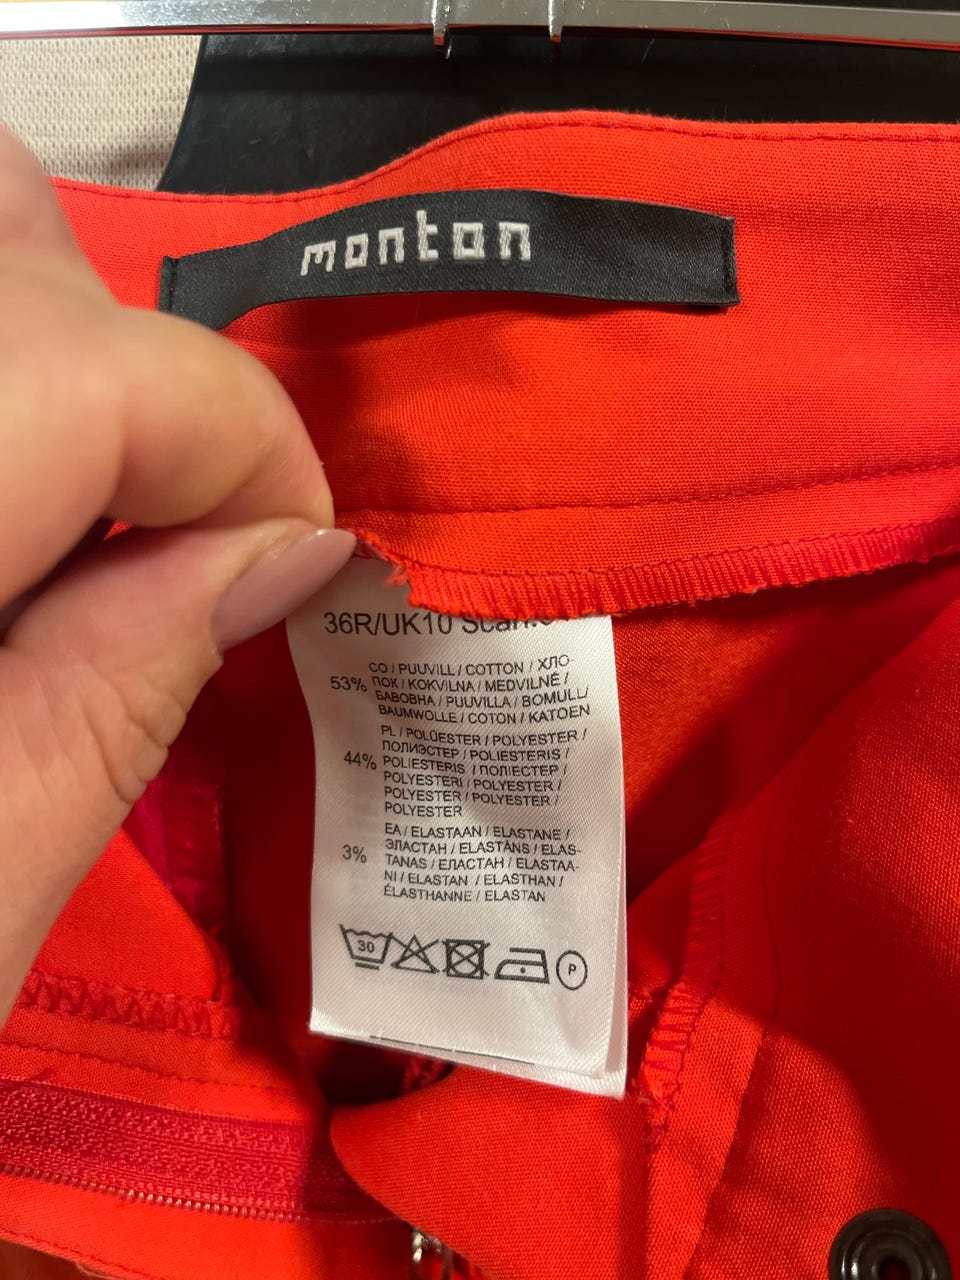 monton
36R/UK10 Scan.
53%
CO / PUUVILL / COTTON / ХЛО-
ПОК / KOKVILNA / MEDVILNĖ /
БАВОВНА / PUUVILLA / BOMULL/
BAUMWOLLE / COTON / KATOEN
44%
PL / POLÜESTER / POLYESTER /
ПОЛИЭСТЕР / POLIESTERIS /
POLIESTERIS / ПОЛІЕСТЕР /
POLYESTERI / POLYESTER /
POLYESTER / POLYESTER /
POLYESTER
3%
EA / ELASTAAN / ELASTANE /
ЭЛАСТАН / ELASTĀNS / ELAS-
TANAS / ЕЛАСТАН / ELASTAA-
NI / ELASTAN / ELASTHAN /
ÉLASTHANNE / ELASTAN
30
P